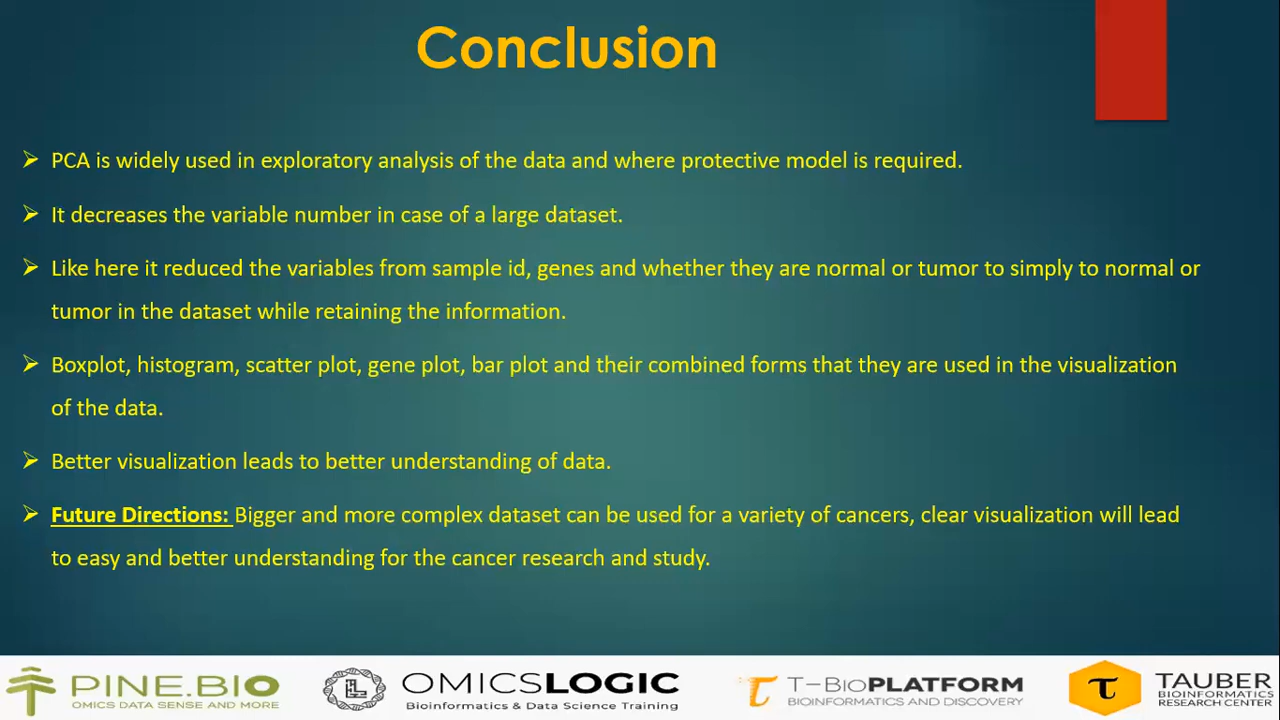 Conclusion
PCA is widely used in exploratory analysis of the data and where protective model is required.
It decreases the variable number in case of a large dataset.
Like here it reduced the variables from sample id, genes and whether they are normal or tumor to simply to normal or
tumor in the dataset while retaining the information.
Boxplot, histogram, scatter plot, gene plot, bar plot and their combined forms that they are used in the visualization
of the data.
Better visualization leads to better understanding of data.
Future Directions: Bigger and more complex dataset can be used for a variety of cancers, clear visualization will lead
to easy and better understanding for the cancer research and study.
PINE.BIO
OMICS DATA SENSE AND MORE
OMICSLOGIC
Bioinformatics & Data Science Training
T-BioPLATFORM
BIOINFORMATICS AND DISCOVERY
TAUBER
BIOINFORMATICS
RESEARCH CENTER